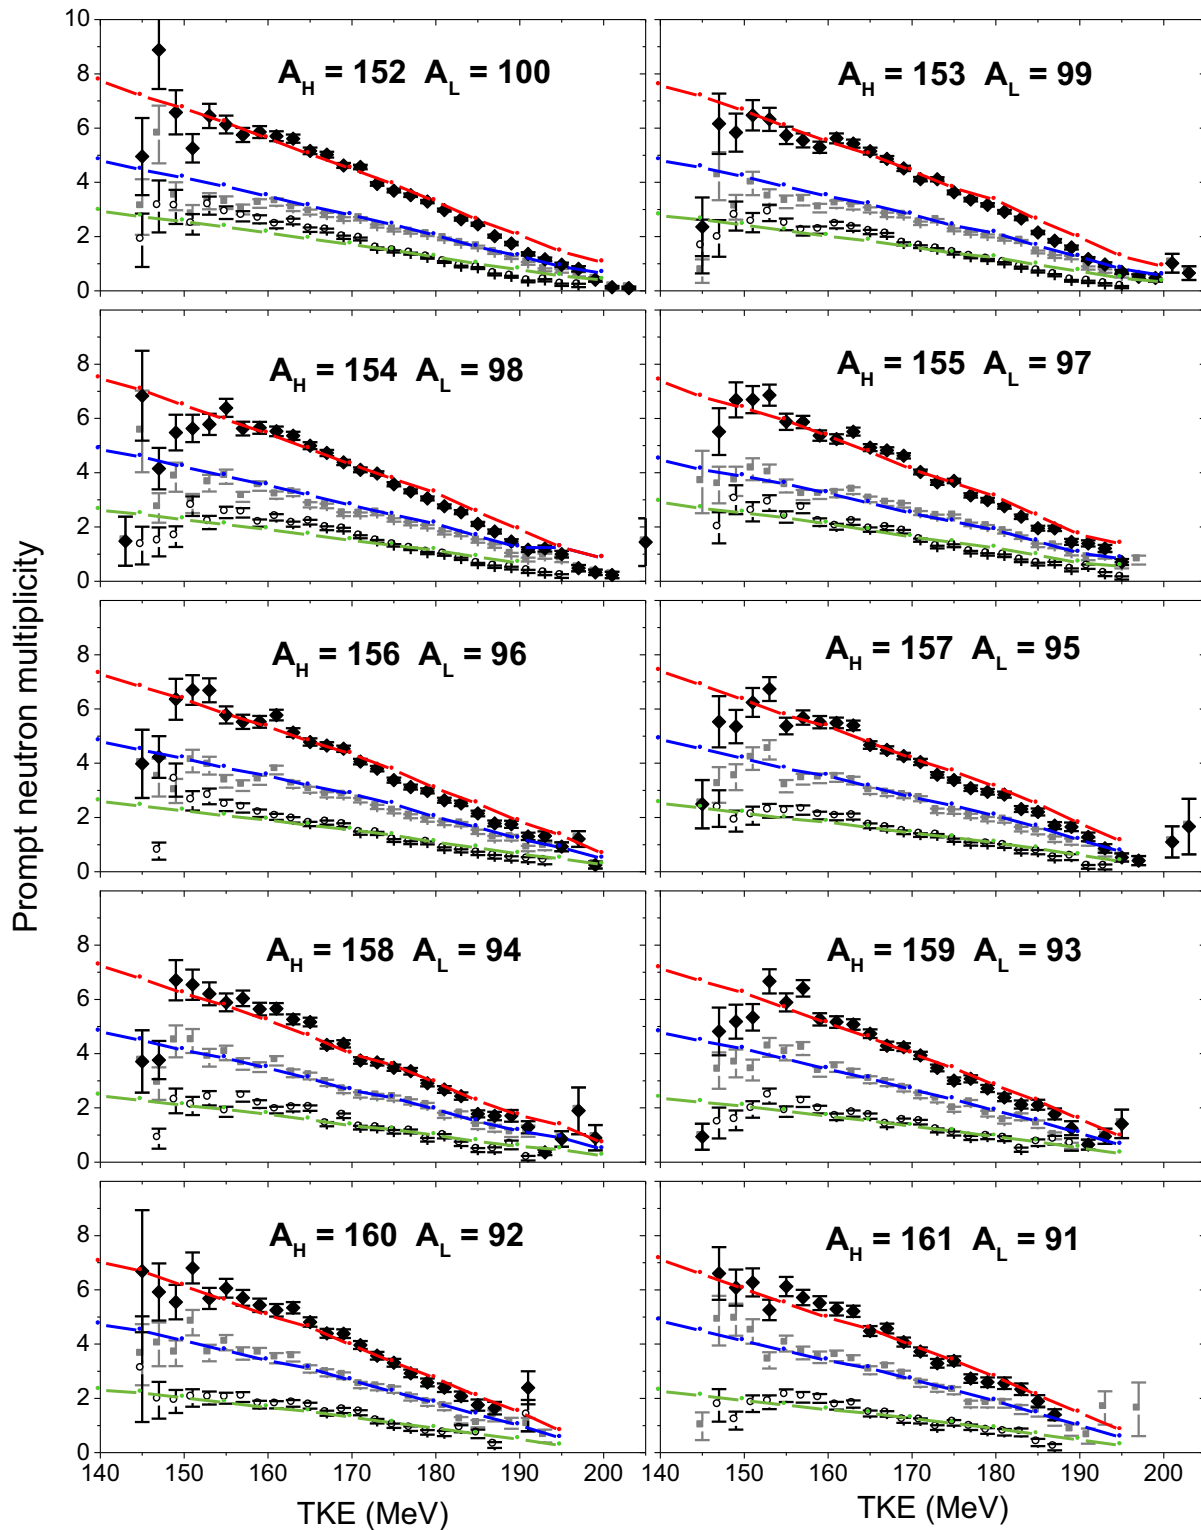 10
8
6
4
2
0
A_H = 152 A_L = 100
A_H = 153 A_L = 99
8
6
4
2
0
A_H = 154 A_L = 98
A_H = 155 A_L = 97
8
6
4
2
0
A_H = 156 A_L = 96
A_H = 157 A_L = 95
8
6
4
2
0
A_H = 158 A_L = 94
A_H = 159 A_L = 93
8
6
4
2
0
A_H = 160 A_L = 92
A_H = 161 A_L = 91
Prompt neutron multiplicity
140 150 160 170 180 190 200
140 150 160 170 180 190 200
TKE (MeV)
TKE (MeV)